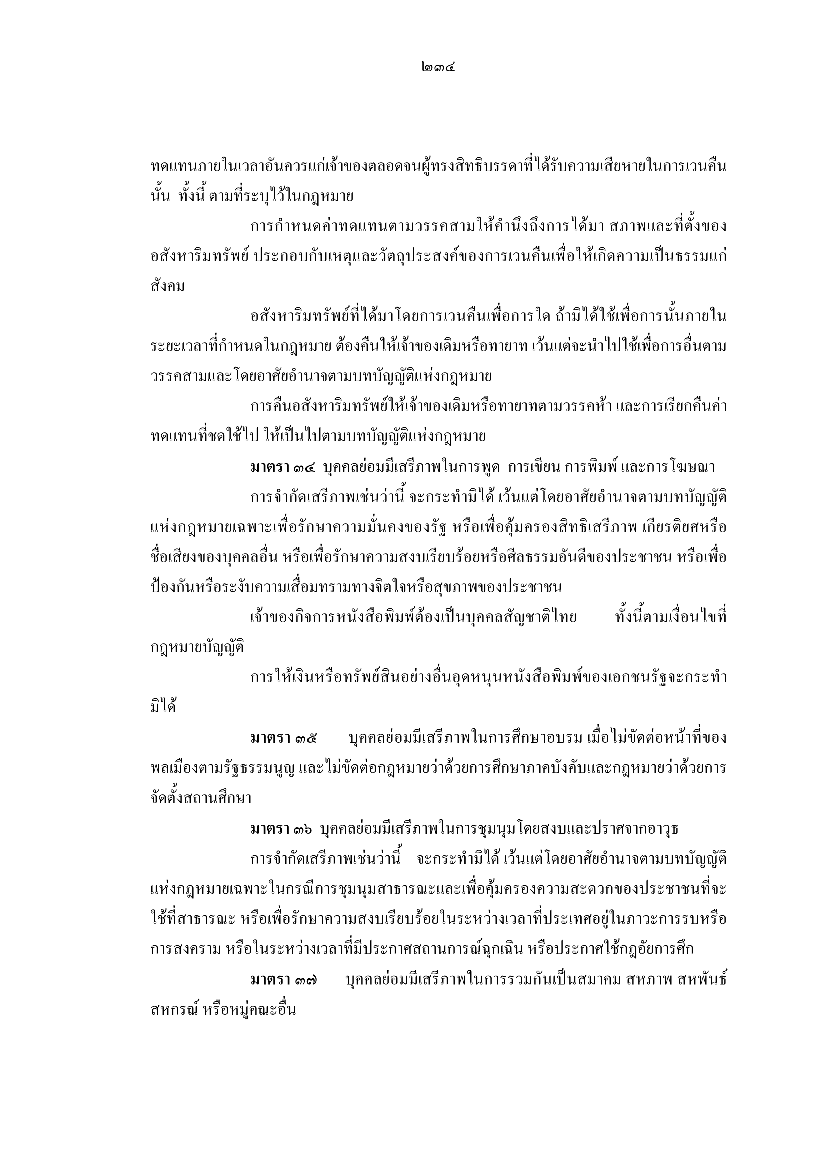 ๒๓๔
ทดแทนภายในเวลาอันควรแก่เจ้าของตลอดจนผู้ทรงสิทธิบรรดาที่ได้รับความเสียหายในการเวนคืน
นั้น ทั้งนี้ ตามที่ระบุไว้ในกฎหมาย
การกำหนดค่าทดแทนตามวรรคสามให้คำนึงถึงการได้มา สภาพและที่ตั้งของ
อสังหาริมทรัพย์ ประกอบกับเหตุและวัตถุประสงค์ของการเวนคืนเพื่อให้เกิดความเป็นธรรมแก่
สังคม
อสังหาริมทรัพย์ที่ได้มาโดยการเวนคืนเพื่อการใด ถ้ามิได้ใช้เพื่อการนั้นภายใน
ระยะเวลาที่กำหนดในกฎหมาย ต้องคืนให้เจ้าของเดิมหรือทายาท เว้นแต่จะนำไปใช้เพื่อการอื่นตาม
วรรคสามและโดยอาศัยอำนาจตามบทบัญญัติแห่งกฎหมาย
การคืนอสังหาริมทรัพย์ให้เจ้าของเดิมหรือทายาทตามวรรคห้า และการเรียกคืนค่า
ทดแทนที่ชดใช้ไป ให้เป็นไปตามบทบัญญัติแห่งกฎหมาย
มาตรา ๓๔ บุคคลย่อมมีเสรีภาพในการพูด การเขียน การพิมพ์ และการโฆษณา
การจำกัดเสรีภาพเช่นว่านี้ จะกระทำมิได้ เว้นแต่โดยอาศัยอำนาจตามบทบัญญัติ
แห่งกฎหมายเฉพาะเพื่อรักษาความมั่นคงของรัฐ หรือเพื่อคุ้มครองสิทธิเสรีภาพ เกียรติยศหรือ
ชื่อเสียงของบุคคลอื่น หรือเพื่อรักษาความสงบเรียบร้อยหรือศีลธรรมอันดีของประชาชน หรือเพื่อ
ป้องกันหรือระงับความเสื่อมทรามทางจิตใจหรือสุขภาพของประชาชน
เจ้าของกิจการหนังสือพิมพ์ต้องเป็นบุคคลสัญชาติไทย ทั้งนี้ตามเงื่อนไขที่
กฎหมายบัญญัติ
การให้เงินหรือทรัพย์สินอย่างอื่นอุดหนุนหนังสือพิมพ์ของเอกชนรัฐจะกระทำ
มิได้
มาตรา ๓๕ บุคคลย่อมมีเสรีภาพในการศึกษาอบรม เมื่อไม่ขัดต่อหน้าที่ของ
พลเมืองตามรัฐธรรมนูญ และไม่ขัดต่อกฎหมายว่าด้วยการศึกษาภาคบังคับและกฎหมายว่าด้วยการ
จัดตั้งสถานศึกษา
มาตรา ๓๖ บุคคลย่อมมีเสรีภาพในการชุมนุมโดยสงบและปราศจากอาวุธ
การจำกัดเสรีภาพเช่นว่านี้ จะกระทำมิได้ เว้นแต่โดยอาศัยอำนาจตามบทบัญญัติ
แห่งกฎหมายเฉพาะในกรณีการชุมนุมสาธารณะและเพื่อคุ้มครองความสะดวกของประชาชนที่จะ
ใช้ที่สาธารณะ หรือเพื่อรักษาความสงบเรียบร้อยในระหว่างเวลาที่ประเทศอยู่ในภาวะการรบหรือ
การสงคราม หรือในระหว่างเวลาที่มีประกาศสถานการณ์ฉุกเฉิน หรือประกาศใช้กฎอัยการศึก
มาตรา ๓๗ บุคคลย่อมมีเสรีภาพในการรวมกันเป็นสมาคม สหภาพ สหพันธ์
สหกรณ์ หรือหมู่คณะอื่น